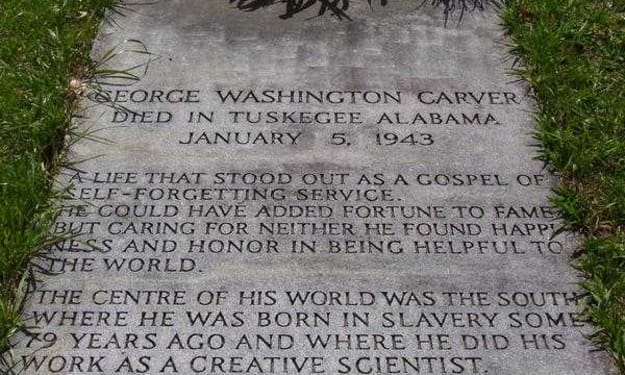 GEORGE WASHINGTON CARVER
DIED IN TUSKEGEE ALABAMA
JANUARY 5, 1943
A LIFE THAT STOOD OUT AS A GOSPEL OF
SELF-FORGETTING SERVICE.
HE COULD HAVE ADDED FORTUNE TO FAME
BUT CARING FOR NEITHER HE FOUND HAPPI-
NESS AND HONOR IN BEING HELPFUL TO
THE WORLD.
THE CENTRE OF HIS WORLD WAS THE SOUTH
WHERE HE WAS BORN IN SLAVERY SOME
79 YEARS AGO AND WHERE HE DID HIS
WORK AS A CREATIVE SCIENTIST.